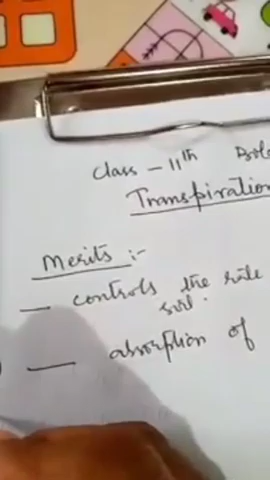 Class - 11th
Transpiration
Merits :-
— controls the rate
soil
— absorption of